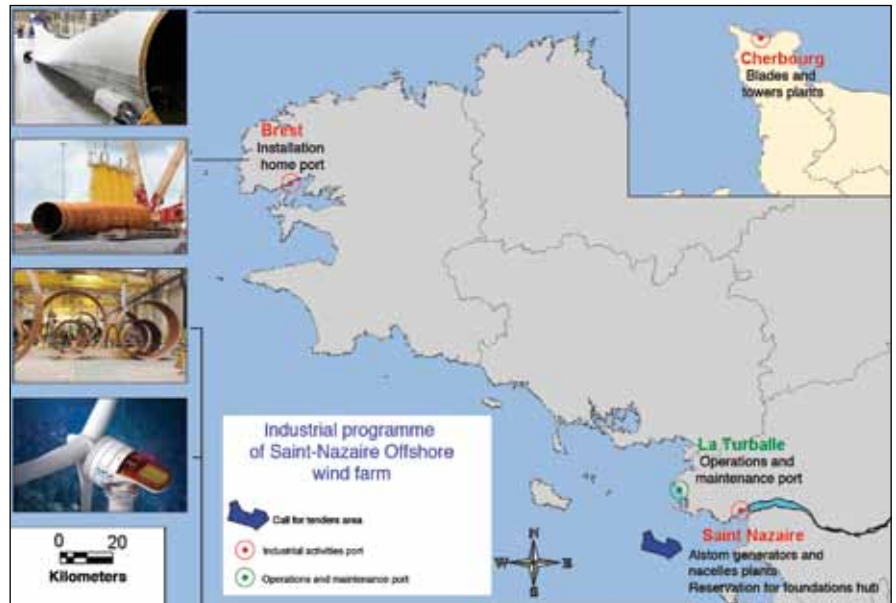 Cherbourg
Blades and
towers plants
Brest
Installation
home port
La Turballe
Operations and
maintenance port
Saint Nazaire
Alstom generators and
nacelles plants
Reservation for foundations hub
Industrial programme
of Saint-Nazaire Offshore
wind farm
Call for tenders area
Industrial activities port
Operations and maintenance port
0 20
Kilometers
N
W E
S